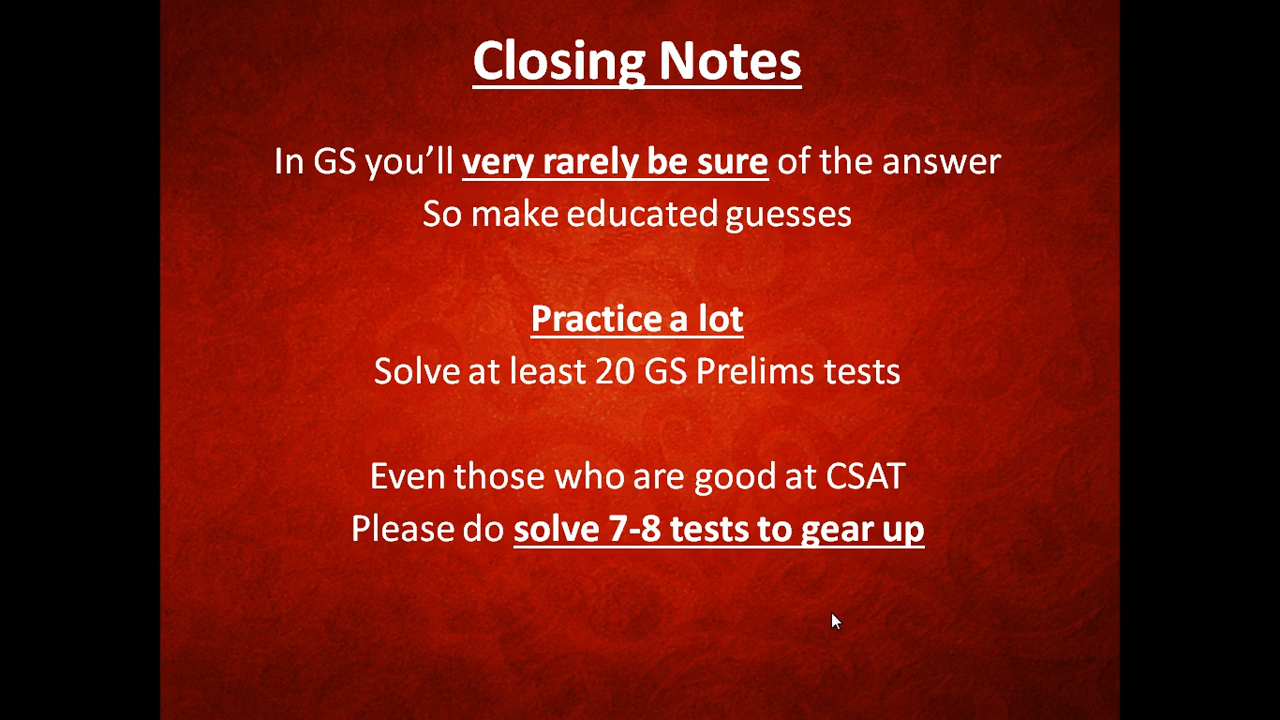 Closing Notes
In GS you’ll very rarely be sure of the answer
So make educated guesses
Practice a lot
Solve at least 20 GS Prelims tests
Even those who are good at CSAT
Please do solve 7-8 tests to gear up